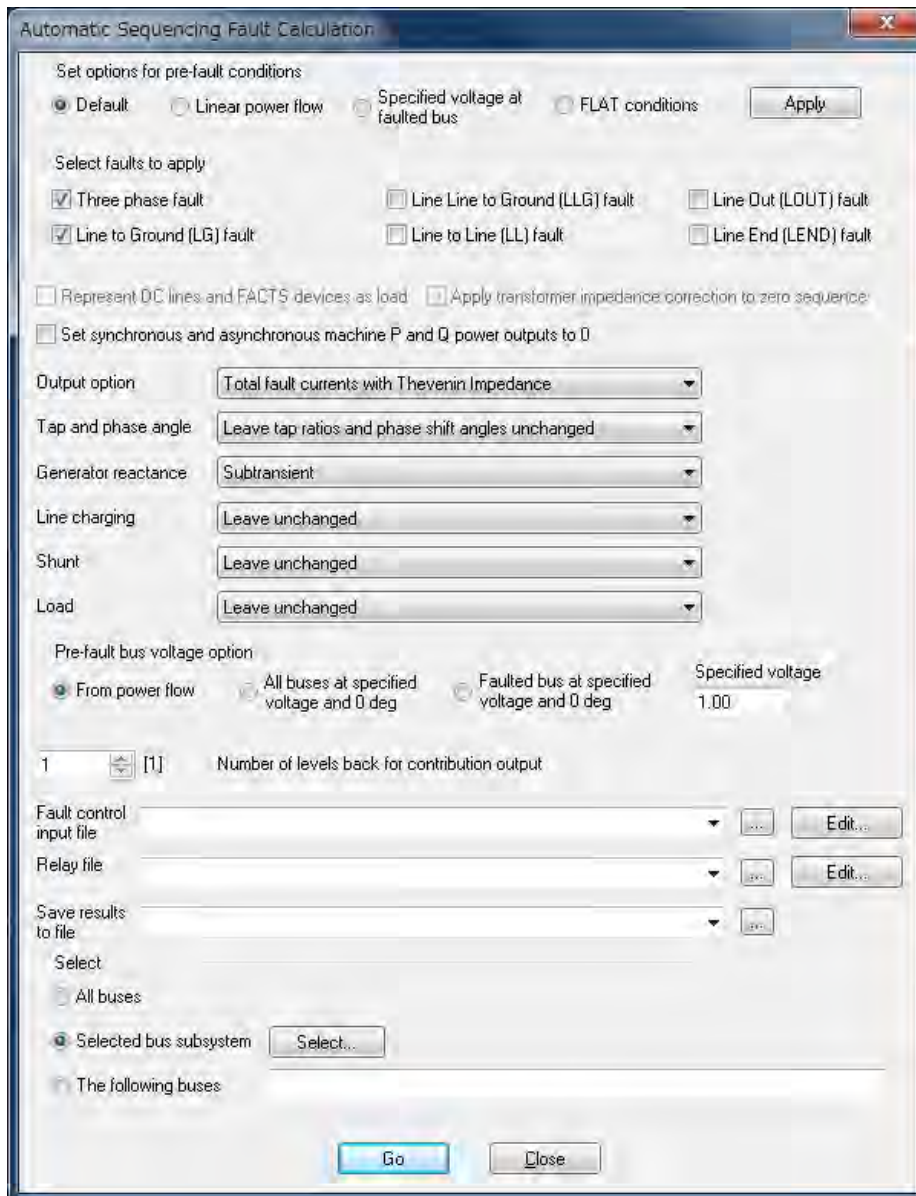 Automatic Sequencing Fault Calculation
Set options for pre-fault conditions
Default
Linear power flow
Specified voltage at
faulted bus
FLAT conditions
Apply
Select faults to apply
Three phase fault
Line Line to Ground (LLG) fault
Line Out (LOUT) fault
Line to Ground (LG) fault
Line to Line (LL) fault
Line End (LEND) fault
Represent DC lines and FACTS devices as load
Apply transformer impedance correction to zero sequence
Set synchronous and asynchronous machine P and Q power outputs to 0
Output option
Total fault currents with Thevenin Impedance
Tap and phase angle
Leave tap ratios and phase shift angles unchanged
Generator reactance
Subtransient
Line charging
Leave unchanged
Shunt
Leave unchanged
Load
Leave unchanged
Pre-fault bus voltage option
From power flow
All buses at specified
voltage and 0 deg
Faulted bus at specified
voltage and 0 deg
Specified voltage
1.00
1
[1]
Number of levels back for contribution output
Fault control
input file
...
Edit...
Relay file
...
Edit...
Save results
to file
...
Select
All buses
Selected bus subsystem
Select...
The following buses
Go
Close